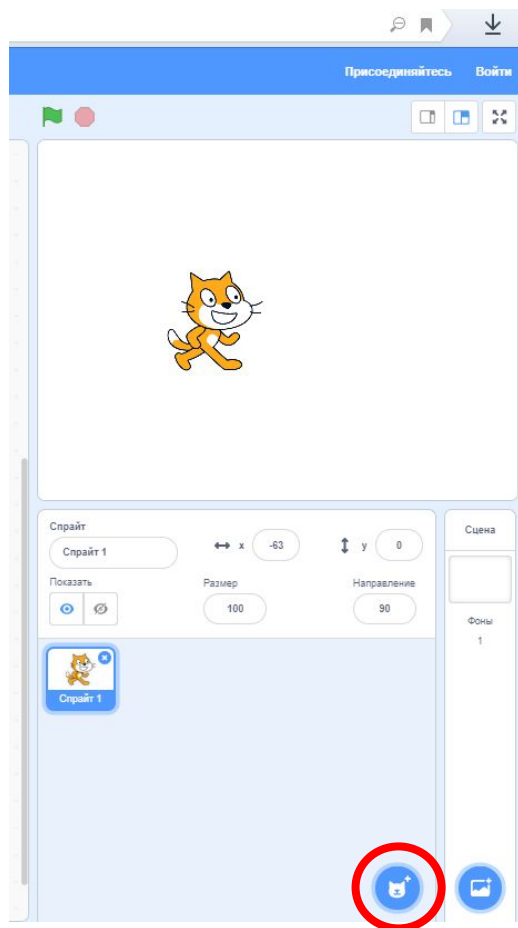 Присоединяйтесь Войти
Спрайт
Спрайт 1
x -63
y 0
Показать
Размер
100
Направление
90
Спрайт 1
Сцена
Фоны
1